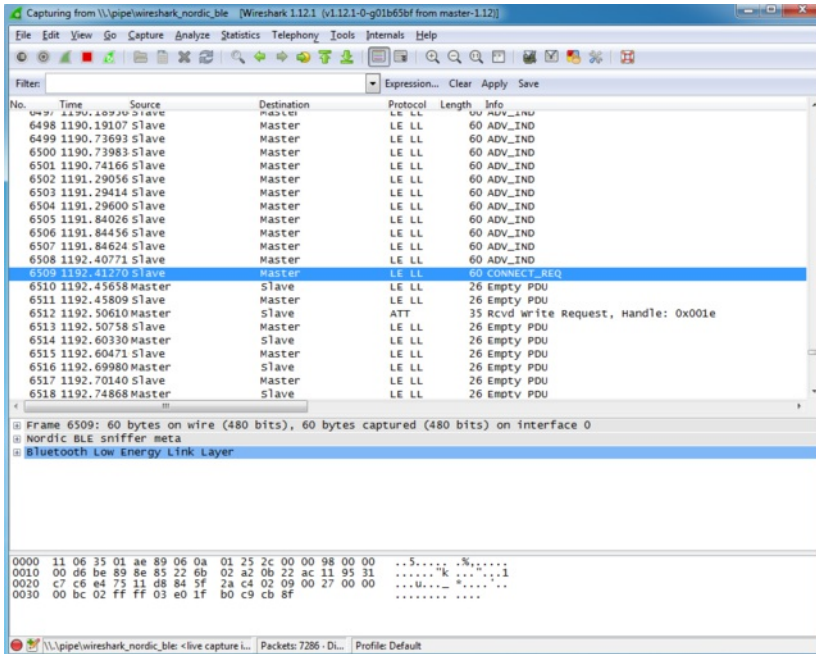 Capturing from \\.\pipe\wireshark_nordic_ble [Wireshark 1.12.1 (v1.12.1-0-g01b65bf from master-1.12)]
File Edit View Go Capture Analyze Statistics Telephony Tools Internals Help
Filter: Expression... Clear Apply Save
No. Time Source Destination Protocol Length Info
6497 1190.18936 Slave Master LE LL 60 ADV_IND
6498 1190.19107 Slave Master LE LL 60 ADV_IND
6499 1190.73693 Slave Master LE LL 60 ADV_IND
6500 1190.73983 Slave Master LE LL 60 ADV_IND
6501 1190.74166 Slave Master LE LL 60 ADV_IND
6502 1191.29056 Slave Master LE LL 60 ADV_IND
6503 1191.29414 Slave Master LE LL 60 ADV_IND
6504 1191.29600 Slave Master LE LL 60 ADV_IND
6505 1191.84026 Slave Master LE LL 60 ADV_IND
6506 1191.84456 Slave Master LE LL 60 ADV_IND
6507 1191.84624 Slave Master LE LL 60 ADV_IND
6508 1192.40771 Slave Master LE LL 60 ADV_IND
6509 1192.41270 Slave Master LE LL 60 CONNECT_REQ
6510 1192.45658 Master Slave LE LL 26 Empty PDU
6511 1192.45809 Slave Master LE LL 26 Empty PDU
6512 1192.50610 Master Slave ATT 35 Rcvd Write Request, Handle: 0x001e
6513 1192.50758 Slave Master LE LL 26 Empty PDU
6514 1192.60330 Master Slave LE LL 26 Empty PDU
6515 1192.60471 Slave Master LE LL 26 Empty PDU
6516 1192.69980 Master Slave LE LL 26 Empty PDU
6517 1192.70140 Slave Master LE LL 26 Empty PDU
6518 1192.74868 Master Slave LE LL 26 Empty PDU
Frame 6509: 60 bytes on wire (480 bits), 60 bytes captured (480 bits) on interface 0
Nordic BLE sniffer meta
Bluetooth Low Energy Link Layer
0000 11 06 35 01 ae 89 06 0a 01 25 2c 00 00 98 00 00 ..5..... .%,.....
0010 00 d6 be 89 8e 85 22 6b 02 a2 0b 22 ac 11 95 31 ......"k ..."...1
0020 c7 c6 e4 75 11 d8 84 5f 2a c4 02 09 00 27 00 00 ...u..._ *....'..
0030 00 bc 02 ff ff 03 e0 1f b0 c9 cb 8f ........ ....
\\.\pipe\wireshark_nordic_ble: <live capture i... Packets: 7286 · Di... Profile: Default